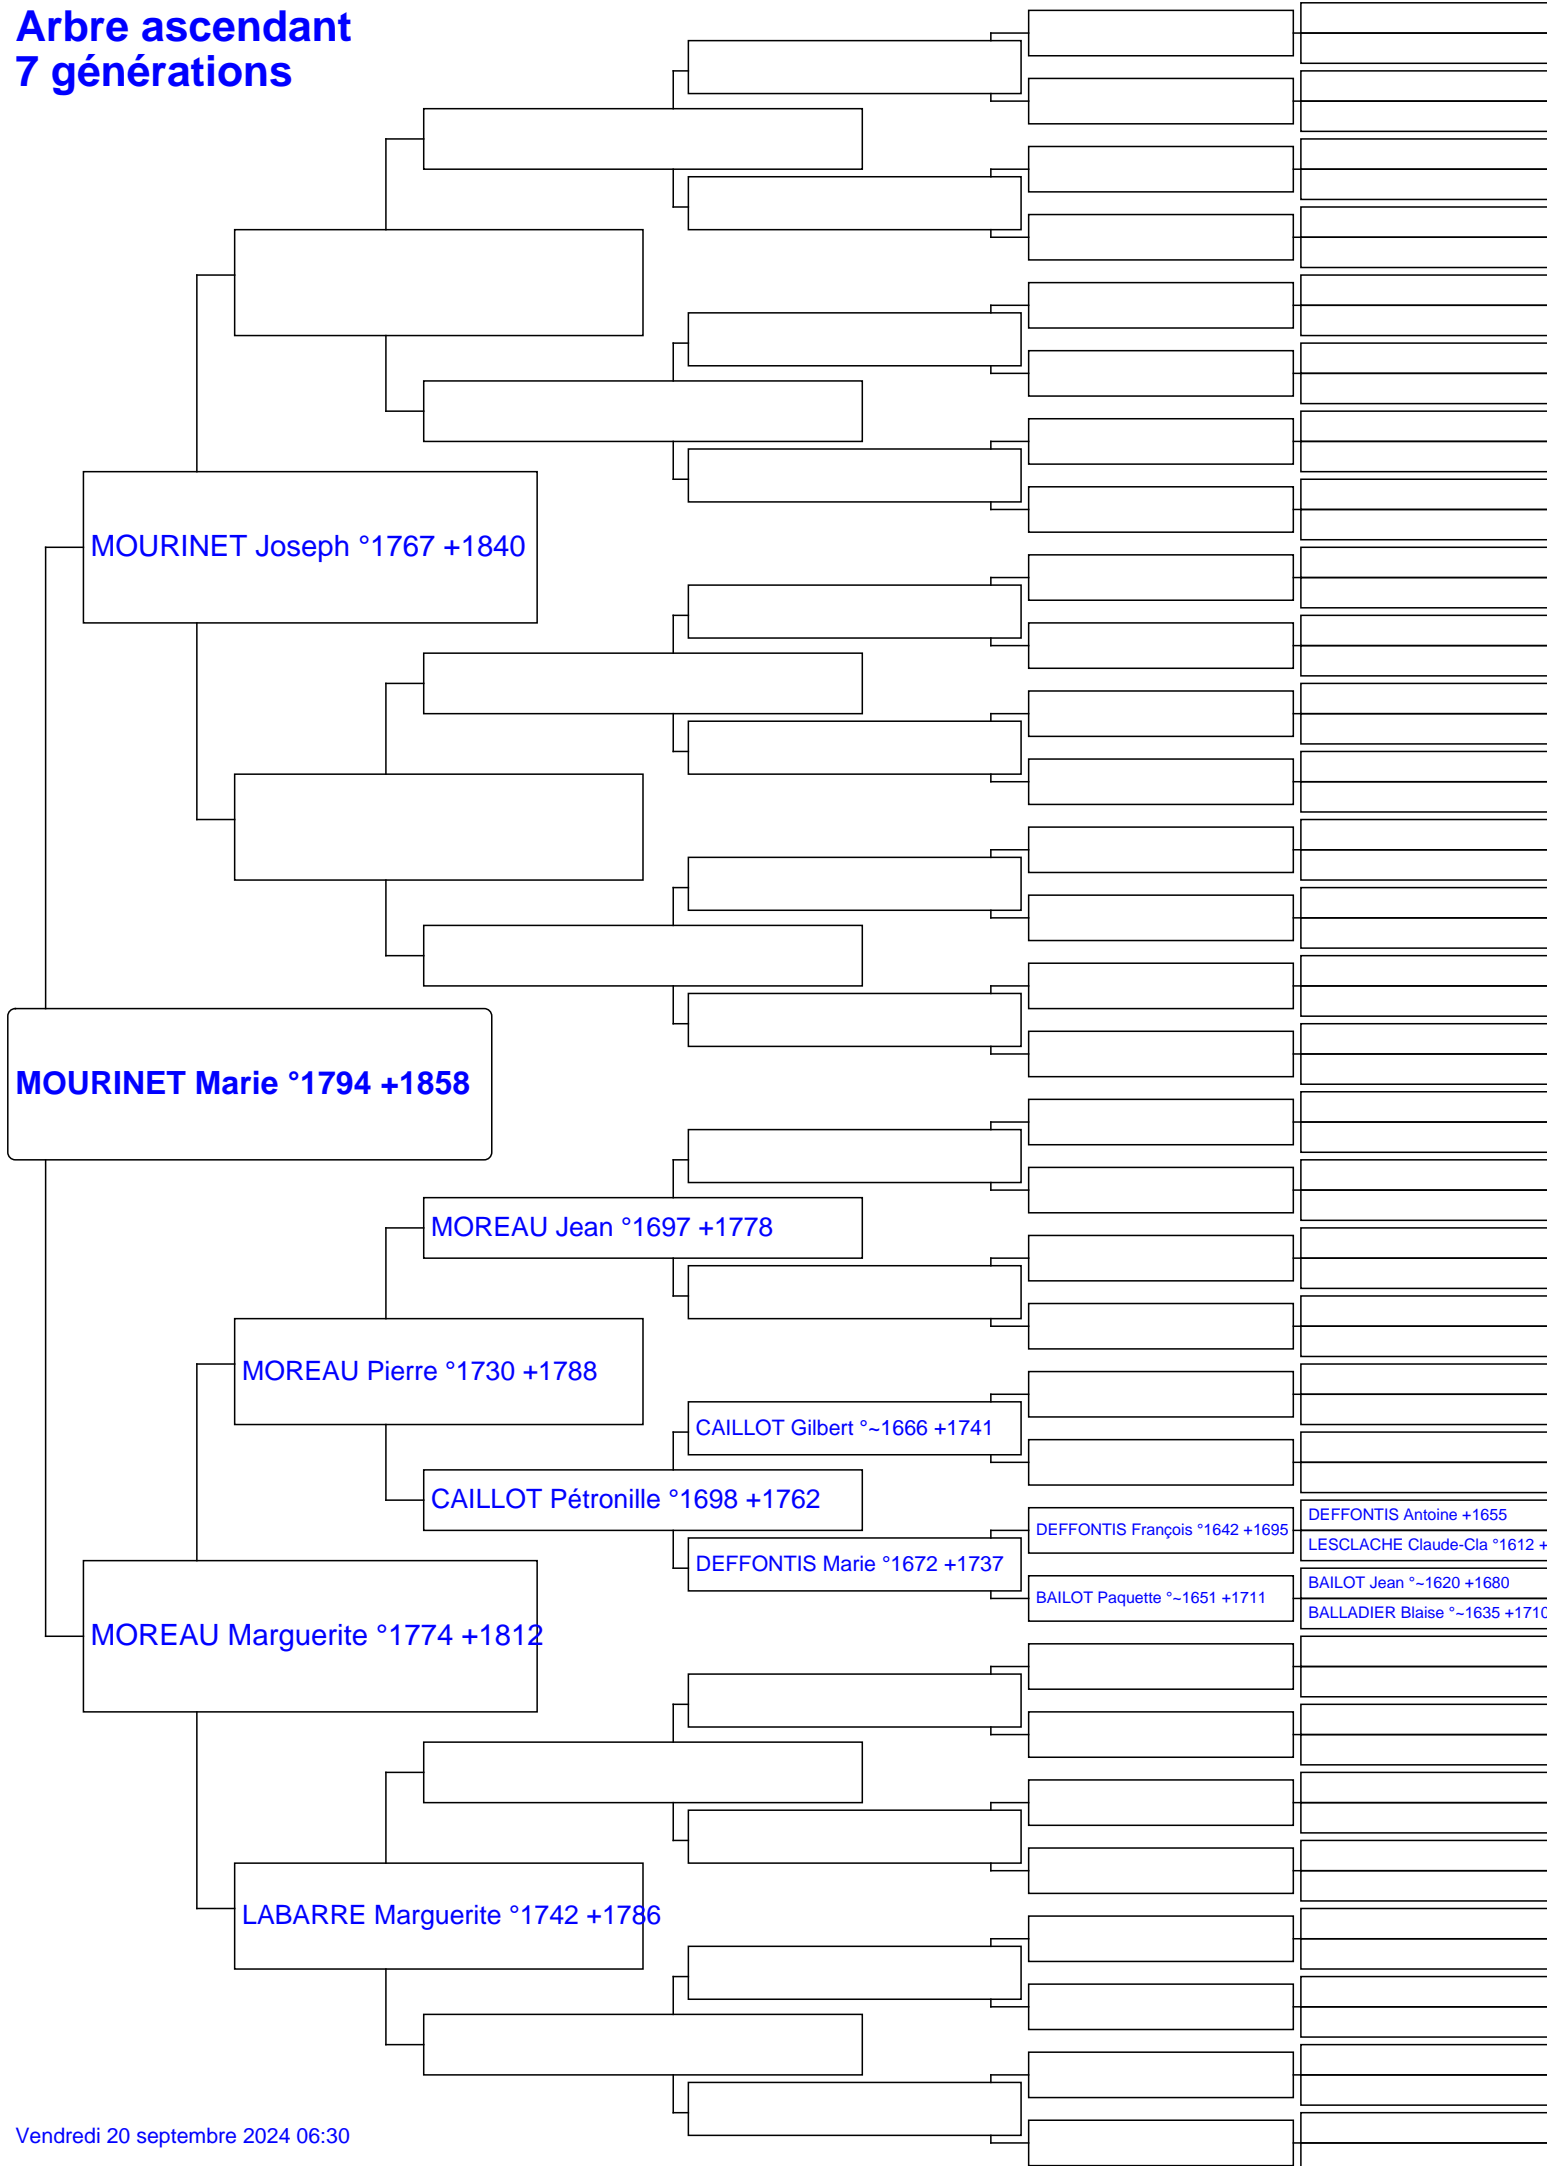 Arbre ascendant
7 générations
MOURINET Joseph °1767 +1840
MOURINET Marie °1794 +1858
MOREAU Jean °1697 +1778
MOREAU Pierre °1730 +1788
CAILLOT Gilbert °~1666 +1741
CAILLOT Pétronille °1698 +1762
DEFFONTIS Antoine +1655
DEFFONTIS François °1642 +1695
LESCLACHE Claude-Cla °1612 +
DEFFONTIS Marie °1672 +1737
BAILOT Jean °~1620 +1680
BAILOT Paquette °~1651 +1711
BALLADIER Blaise °~1635 +1710
MOREAU Marguerite °1774 +1812
LABARRE Marguerite °1742 +1786
Vendredi 20 septembre 2024 06:30